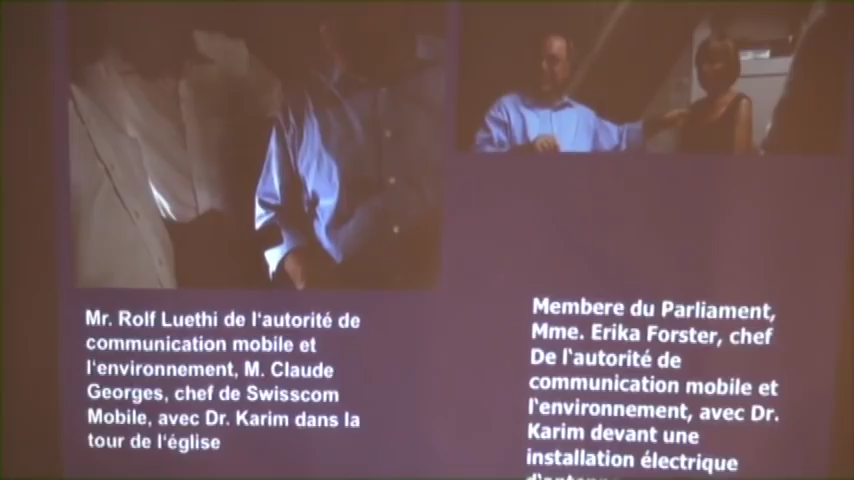 Mr. Rolf Luethi de l'autorité de
communication mobile et
l'environnement, M. Claude
Georges, chef de Swisscom
Mobile, avec Dr. Karim dans la
tour de l'église
Membere du Parliament,
Mme. Erika Forster, chef
De l'autorité de
communication mobile et
l'environnement, avec Dr.
Karim devant une
installation électrique